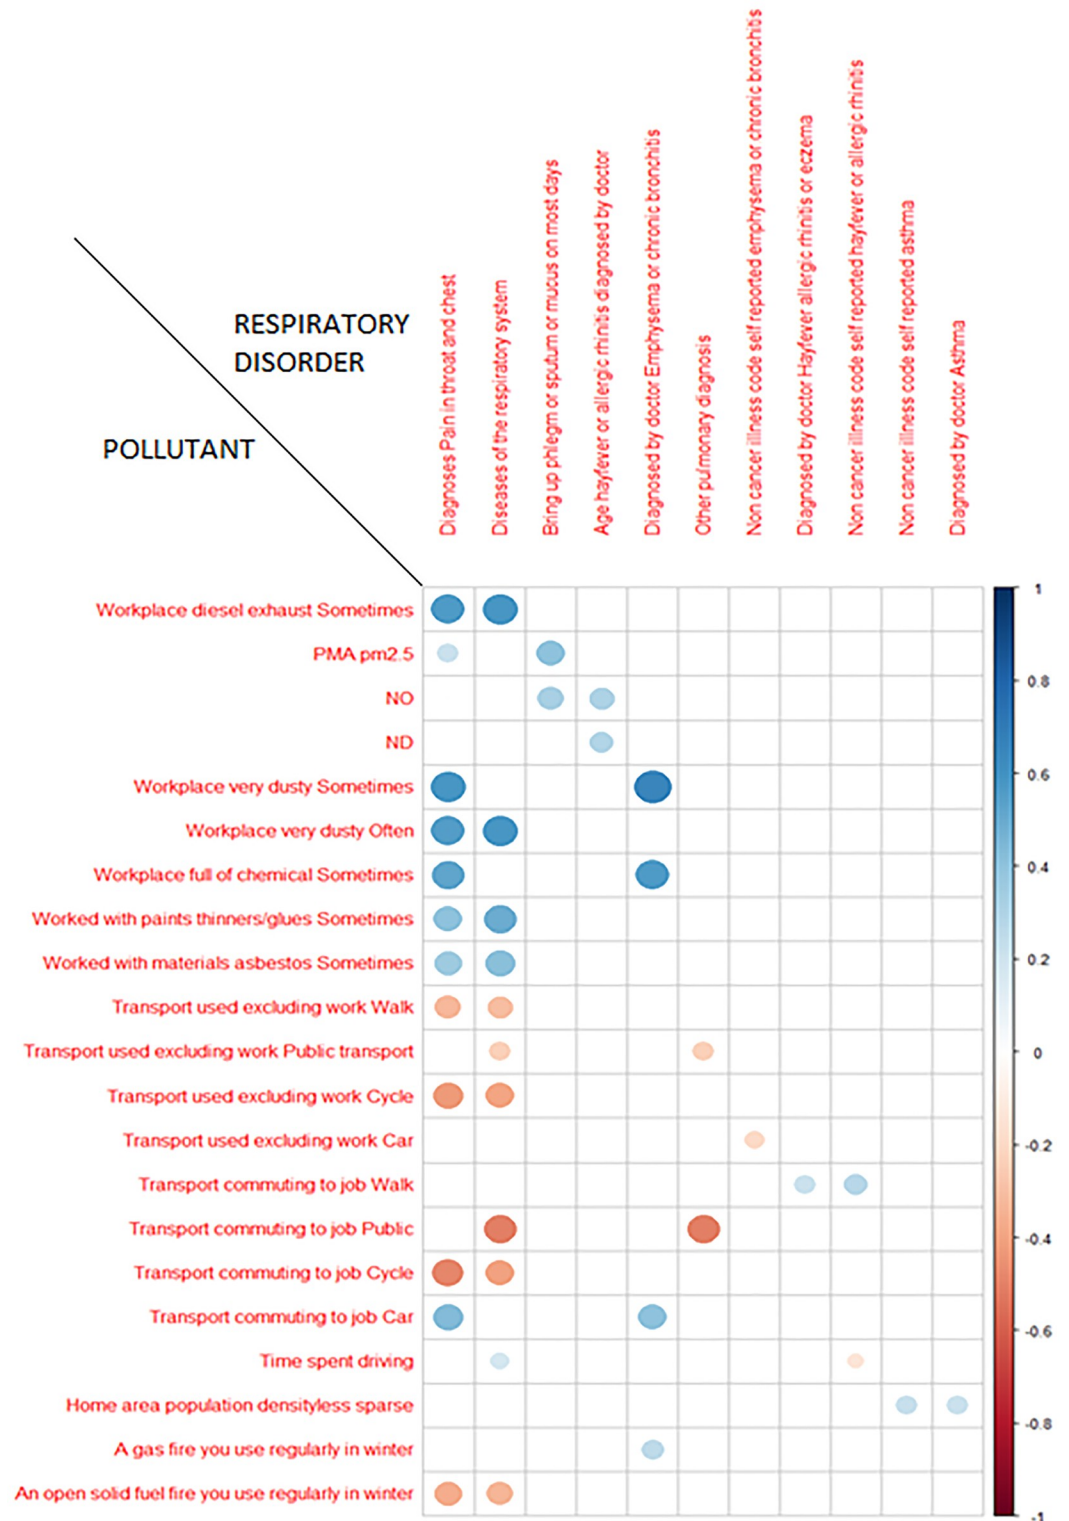 Diagnoses Pain in throat and chest
Diseases of the respiratory system
Bring up phlegm or sputum or mucus on most days
Age hayfever or allergic rhinitis diagnosed by doctor
Diagnosed by doctor Emphysema or chronic bronchitis
Other pulmonary diagnosis
Non cancer illness code self reported emphysema or chronic bronchitis
Diagnosed by doctor Hayfever allergic rhinitis or eczema
Non cancer illness code self reported hayfever or allergic rhinitis
Non cancer illness code self reported asthma
Diagnosed by doctor Asthma
RESPIRATORY
DISORDER
POLLUTANT
Workplace diesel exhaust Sometimes
PMA pm2.5
NO
ND
Workplace very dusty Sometimes
Workplace very dusty Often
Workplace full of chemical Sometimes
Worked with paints thinners/glues Sometimes
Worked with materials asbestos Sometimes
Transport used excluding work Walk
Transport used excluding work Public transport
Transport used excluding work Cycle
Transport used excluding work Car
Transport commuting to job Walk
Transport commuting to job Public
Transport commuting to job Cycle
Transport commuting to job Car
Time spent driving
Home area population densityless sparse
A gas fire you use regularly in winter
An open solid fuel fire you use regularly in winter
1
0.8
0.6
0.4
0.2
0
-0.2
-0.4
-0.6
-0.8
-1